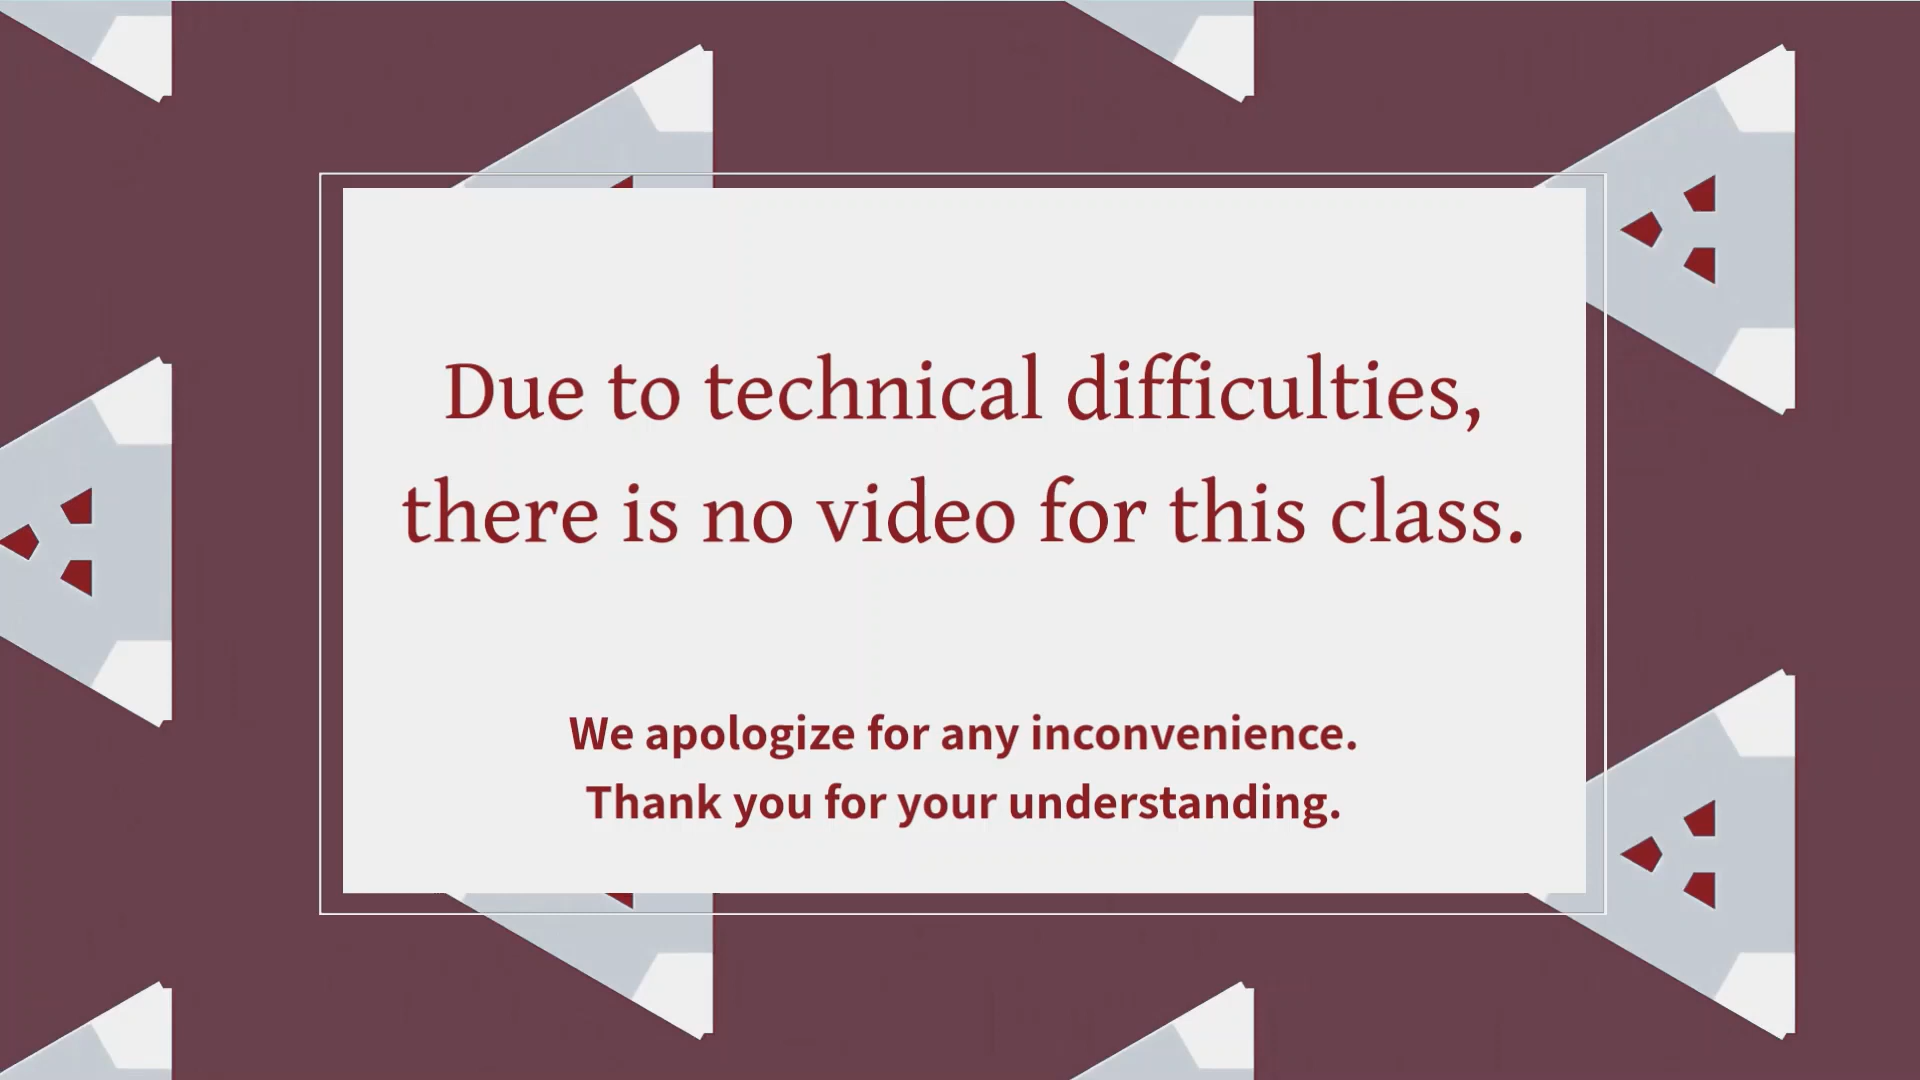 Due to technical difficulties,
there is no video for this class.
We apologize for any inconvenience.
Thank you for your understanding.